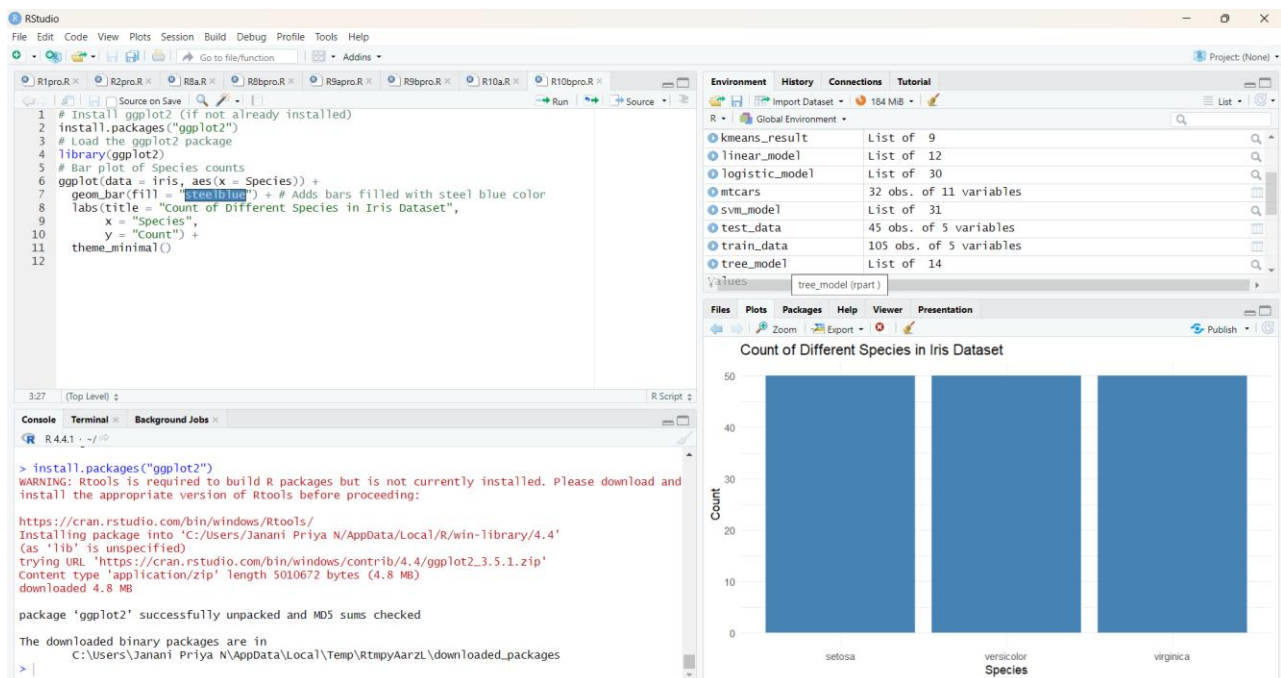 RStudio
File Edit Code View Plots Session Build Debug Profile Tools Help
Go to file/function Addins Project: (None)
R1pro.R R2pro.R R8a.R R8bpro.R R9apro.R R9bpro.R R10a.R R10bpro.R
Source on Save Run Source
1 # Install ggplot2 (if not already installed)
2 install.packages("ggplot2")
3 # Load the ggplot2 package
4 library(ggplot2)
5 # Bar plot of Species counts
6 ggplot(data = iris, aes(x = Species)) +
7 geom_bar(fill = "steelblue") + # Adds bars filled with steel blue color
8 labs(title = "Count of Different Species in Iris Dataset",
9 x = "Species",
10 y = "Count") +
11 theme_minimal()
12
3:27 (Top Level) R Script
Console Terminal Background Jobs
R 4.4.1 · ~/
> install.packages("ggplot2")
WARNING: Rtools is required to build R packages but is not currently installed. Please download and
install the appropriate version of Rtools before proceeding:
https://cran.rstudio.com/bin/windows/Rtools/
Installing package into ‘C:/Users/Janani Priya N/AppData/Local/R/win-library/4.4’
(as ‘lib’ is unspecified)
trying URL 'https://cran.rstudio.com/bin/windows/contrib/4.4/ggplot2_3.5.1.zip'
Content type 'application/zip' length 5010672 bytes (4.8 MB)
downloaded 4.8 MB
package ‘ggplot2’ successfully unpacked and MD5 sums checked
The downloaded binary packages are in
C:\Users\Janani Priya N\AppData\Local\Temp\RtmpyAarzL\downloaded_packages
>
Environment History Connections Tutorial
Import Dataset 184 MiB List
R Global Environment
kmeans_result List of 9
linear_model List of 12
logistic_model List of 30
mtcars 32 obs. of 11 variables
svm_model List of 31
test_data 45 obs. of 5 variables
train_data 105 obs. of 5 variables
tree_model List of 14
Values
tree_model (rpart )
Files Plots Packages Help Viewer Presentation
Zoom Export Publish
Count of Different Species in Iris Dataset
50
40
30
20
10
0
Count
setosa versicolor virginica
Species